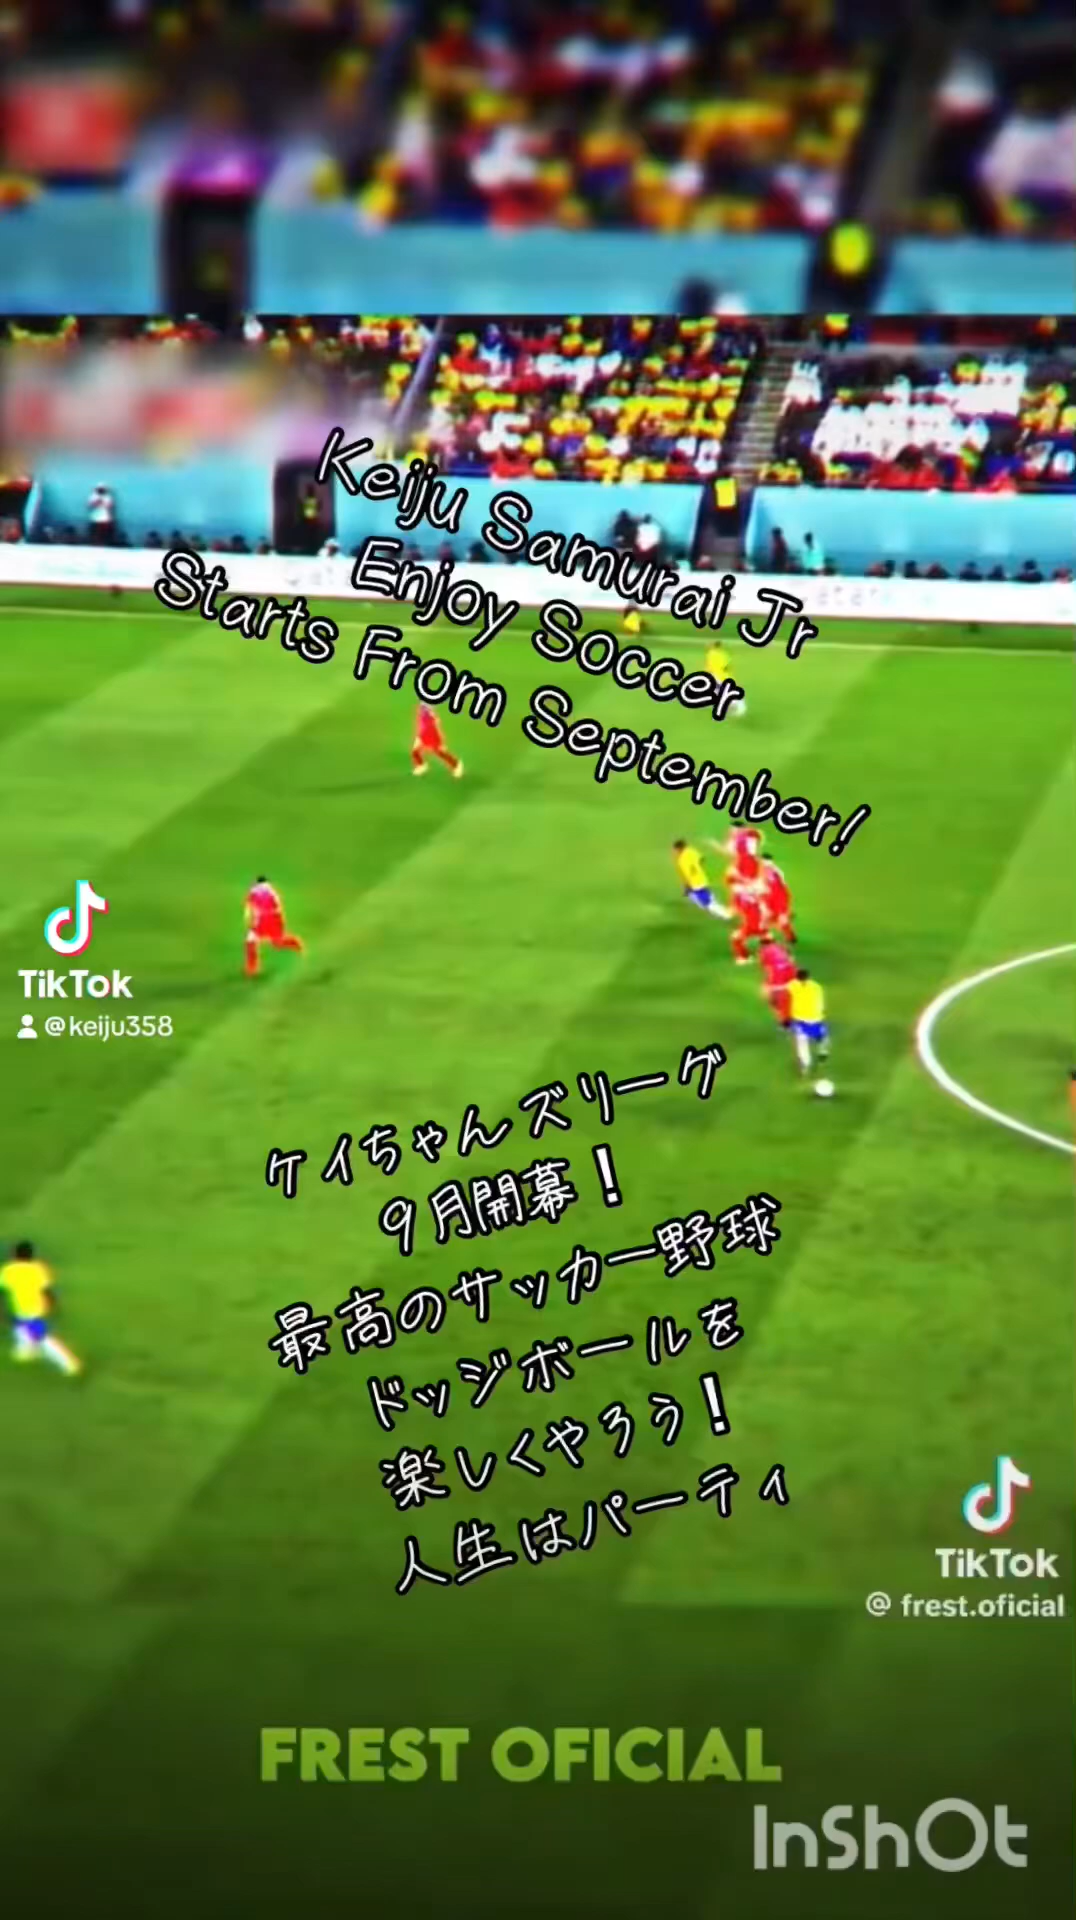 Keiju Samurai Jr
Enjoy Soccer
Starts From September!
TikTok
@keiju358
ケイちゃんズリーグ
9月開幕❗
最高のサッカー野球
ドッジボールを
楽しくやろう❗
人生はパーティ
TikTok
@ frest.oficial
FREST OFICIAL
InShOt